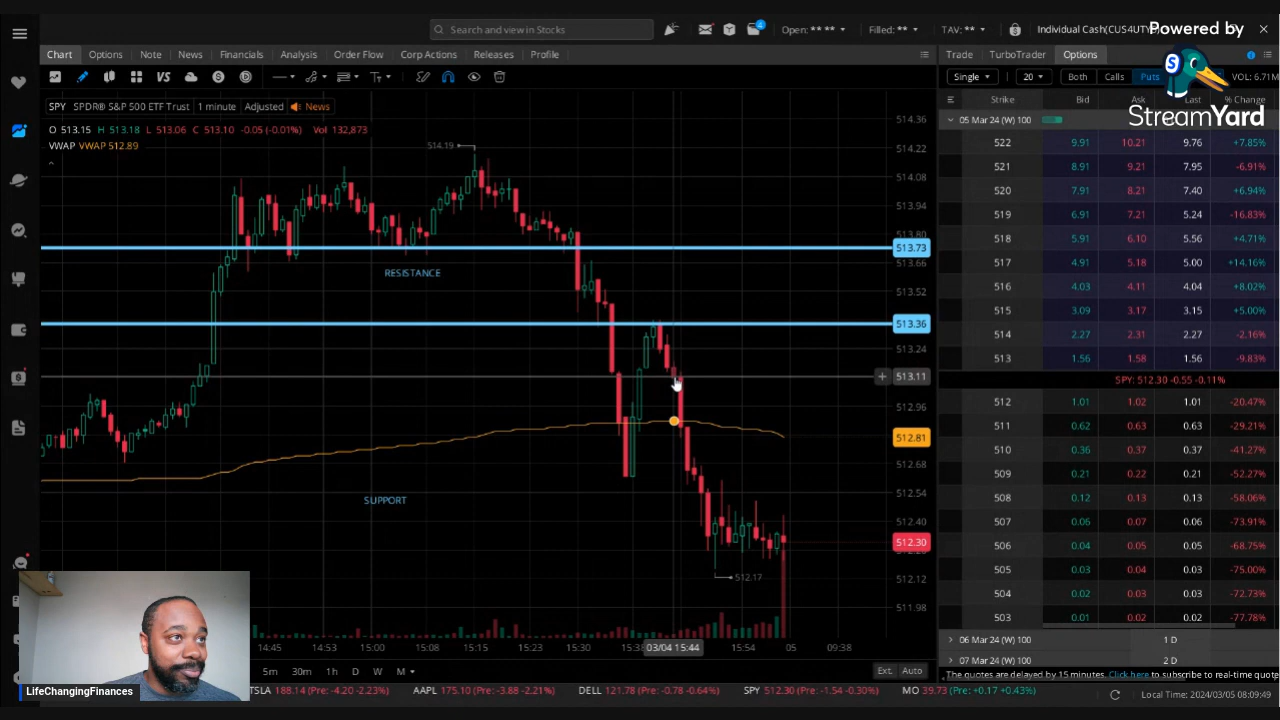 Search and view in Stocks
4
Open: ** **
Filled: **
TAV: **
Individual Cash(CUS4UTY
Powered by
StreamYard
Chart Options Note News Financials Analysis Order Flow Corp Actions Releases Profile
Trade TurboTrader Options
VS
Single 20 Both Calls Puts VOL: 6.71M
SPY SPDR® S&P 500 ETF Trust 1 minute Adjusted News
O 513.15 H 513.18 L 513.06 C 513.10 -0.05 (-0.01%) Vol 132,873
VWAP VWAP 512.89
514.19
RESISTANCE
SUPPORT
512.17
514.36
514.22
514.08
513.94
513.80
513.73
513.66
513.52
513.36
513.24
513.11
512.96
512.81
512.68
512.54
512.40
512.30
512.12
511.98
14:45 14:53 15:00 15:08 15:15 15:23 15:30 15:38 03/04 15:44 15:54 05 09:38
5m 30m 1h D W M
Ext. Auto
Strike Bid Ask Last % Change
05 Mar 24 (W) 100
522 9.91 10.21 9.76 +7.85%
521 8.91 9.21 7.95 -6.91%
520 7.91 8.21 7.40 +6.94%
519 6.91 7.21 5.24 -16.83%
518 5.91 6.10 5.56 +4.71%
517 4.91 5.18 5.00 +14.16%
516 4.03 4.11 4.04 +8.02%
515 3.09 3.17 3.15 +5.00%
514 2.27 2.31 2.27 -2.16%
513 1.56 1.58 1.56 -9.83%
SPY: 512.30 -0.55 -0.11%
512 1.01 1.02 1.01 -20.47%
511 0.62 0.63 0.63 -29.21%
510 0.36 0.37 0.37 -41.27%
509 0.21 0.22 0.21 -52.27%
508 0.12 0.13 0.13 -58.06%
507 0.06 0.07 0.06 -73.91%
506 0.04 0.05 0.05 -68.75%
505 0.03 0.04 0.03 -75.00%
504 0.02 0.03 0.03 -72.73%
503 0.01 0.02 0.02 -77.78%
06 Mar 24 (W) 100 1 D
07 Mar 24 (W) 100 2 D
The quotes are delayed by 15 minutes. Click here to subscribe to real-time quote
LifeChangingFinances
TSLA 188.14 (Pre: -4.20 -2.23%) AAPL 175.10 (Pre: -3.88 -2.21%) DELL 121.78 (Pre: -0.78 -0.64%) SPY 512.30 (Pre: -1.54 -0.30%) MO 39.73 (Pre: +0.17 +0.43%)
Local Time: 2024/03/05 08:09:49